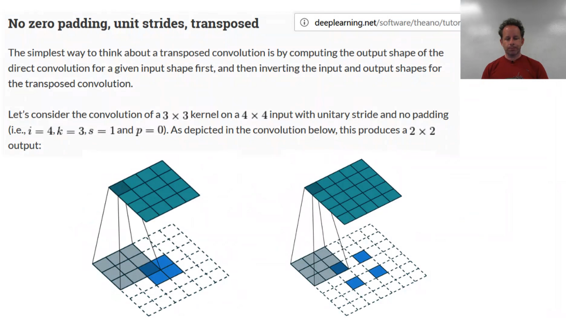 No zero padding, unit strides, transposed
deeplearning.net/software/theano/tutor
The simplest way to think about a transposed convolution is by computing the output shape of the
direct convolution for a given input shape first, and then inverting the input and output shapes for
the transposed convolution.
Let's consider the convolution of a 3 × 3 kernel on a 4 × 4 input with unitary stride and no padding
(i.e., i = 4, k = 3, s = 1 and p = 0). As depicted in the convolution below, this produces a 2 × 2
output: